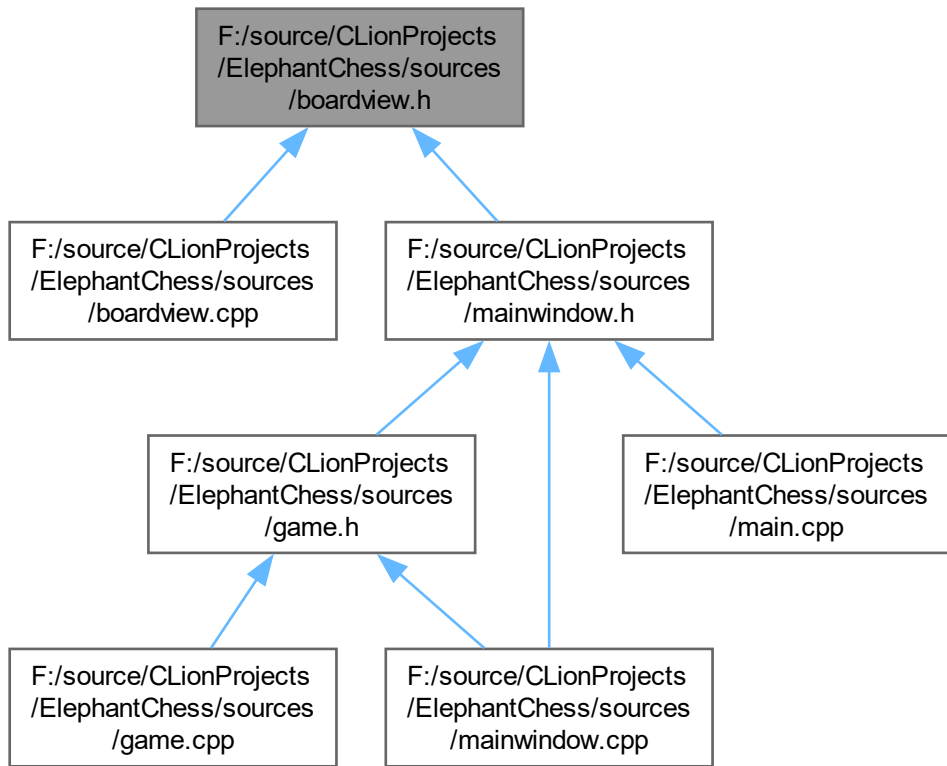 F:/source/CLionProjects
/ElephantChess/sources
/boardview.h
F:/source/CLionProjects
/ElephantChess/sources
/boardview.cpp
F:/source/CLionProjects
/ElephantChess/sources
/mainwindow.h
F:/source/CLionProjects
/ElephantChess/sources
/game.h
F:/source/CLionProjects
/ElephantChess/sources
/main.cpp
F:/source/CLionProjects
/ElephantChess/sources
/game.cpp
F:/source/CLionProjects
/ElephantChess/sources
/mainwindow.cpp